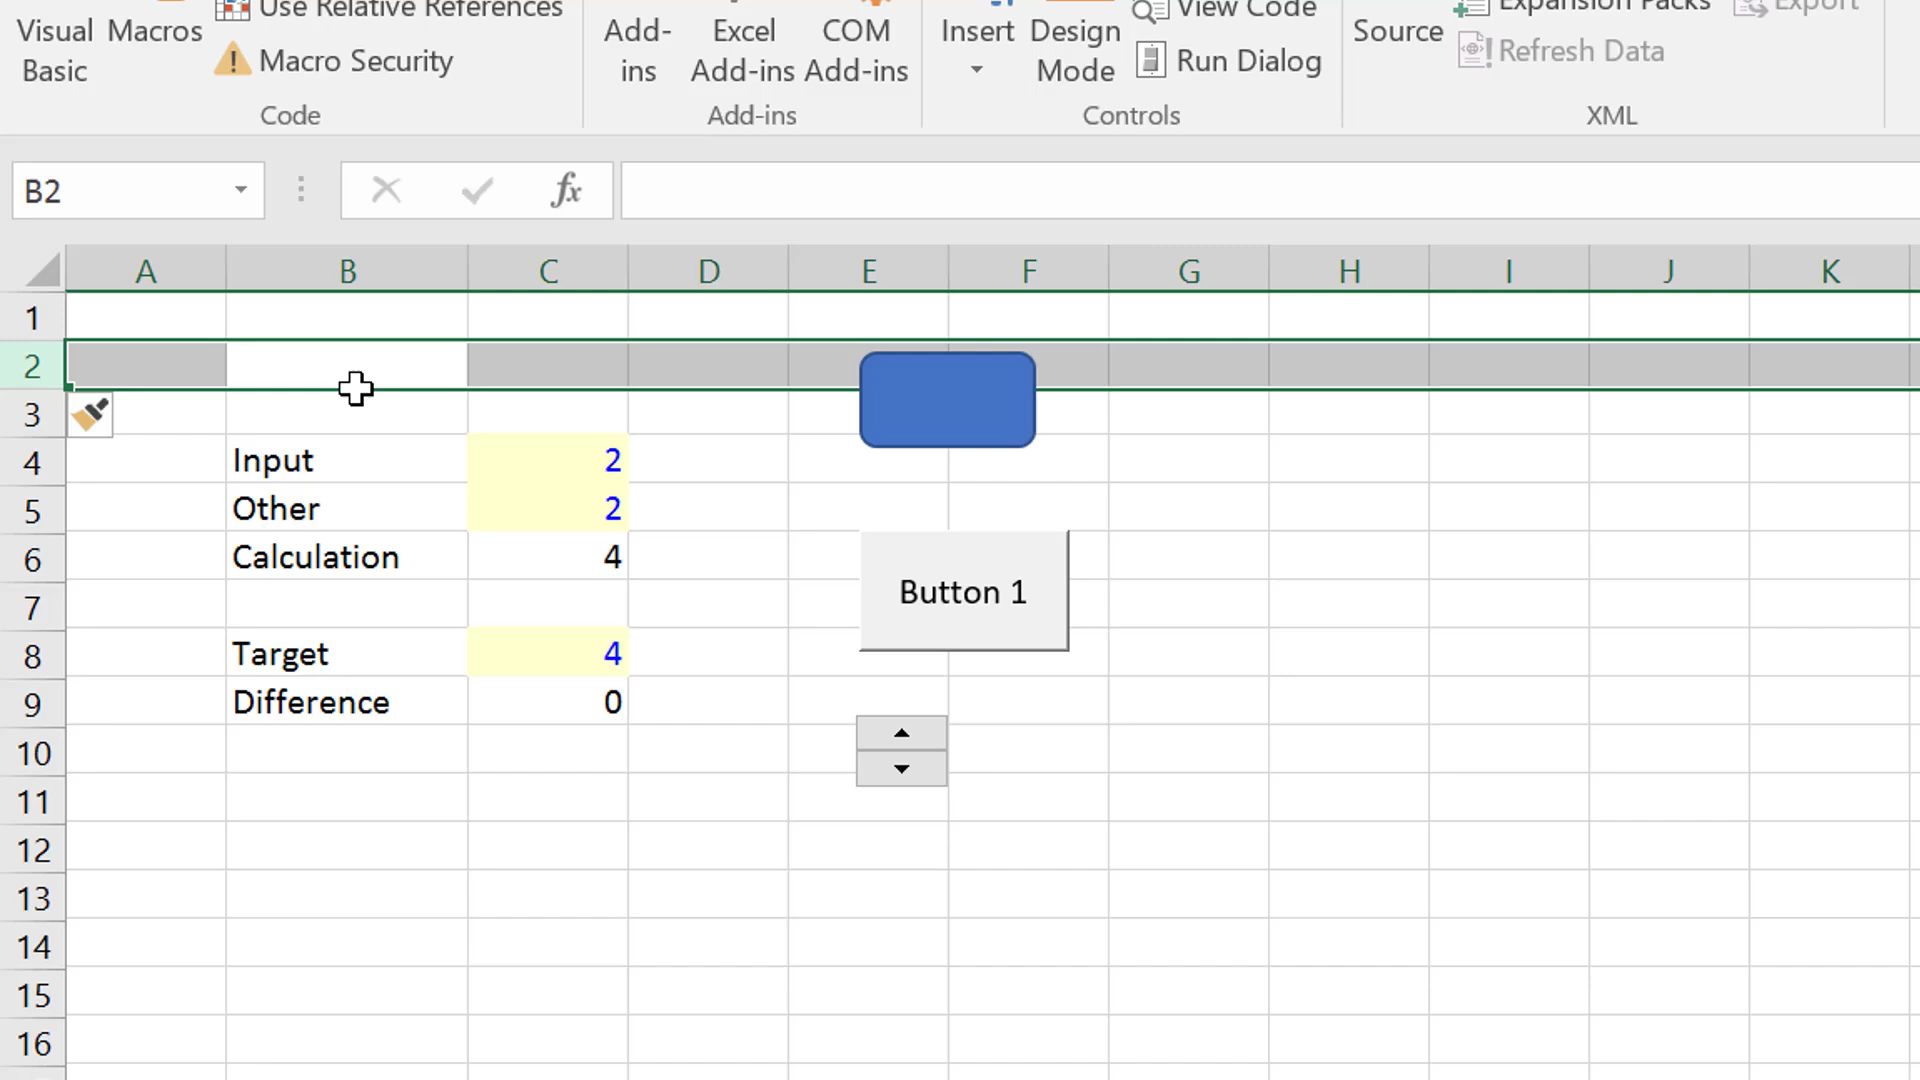 Use Relative References
View Code
Expansion Packs
Export
Visual Basic
Macros
Macro Security
Add-ins
Excel Add-ins
COM Add-ins
Insert
Design Mode
Run Dialog
Source
Refresh Data
Code
Add-ins
Controls
XML
B2
fx
A B C D E F G H I J K
1
2
3
4 Input 2
5 Other 2
6 Calculation 4
Button 1
7
8 Target 4
9 Difference 0
10
11
12
13
14
15
16